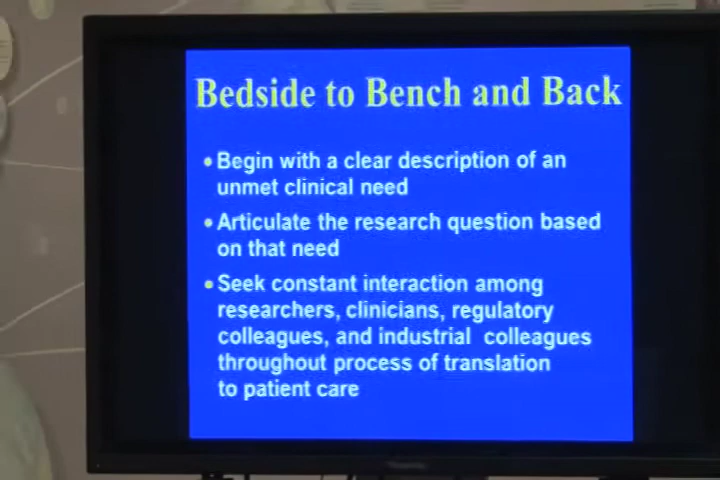 Bedside to Bench and Back
• Begin with a clear description of an
unmet clinical need
• Articulate the research question based
on that need
• Seek constant interaction among
researchers, clinicians, regulatory
colleagues, and industrial colleagues
throughout process of translation
to patient care